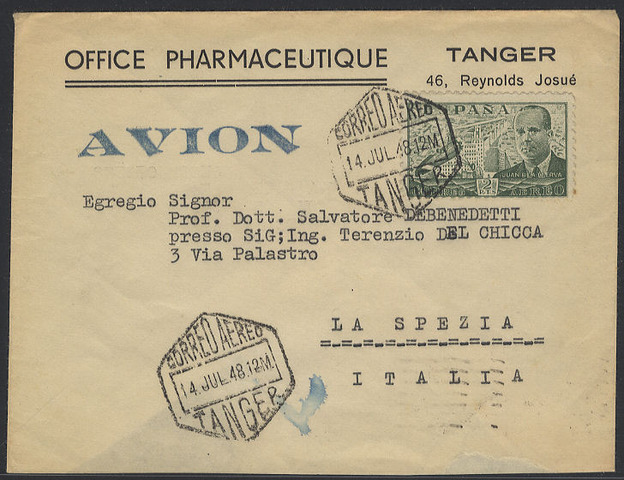 OFFICE PHARMACEUTIQUE
TANGER
46, Reynolds Josué
AVION
CORREO AEREO
14. JUL. 48. 12M.
TANGER
ESPAÑA
JUAN DE LA CIERVA
2 PTS
AEREO
Egregio Signor
Prof. Dott. Salvatore DEBENEDETTI
presso SiG;Ing. Terenzio DEL CHICCA
3 Via Palastro
LA SPEZIA
=-=-=-=-=-=-=-=-=-=
ITALIA
CORREO AEREO
14. JUL. 48. 12M.
TANGER